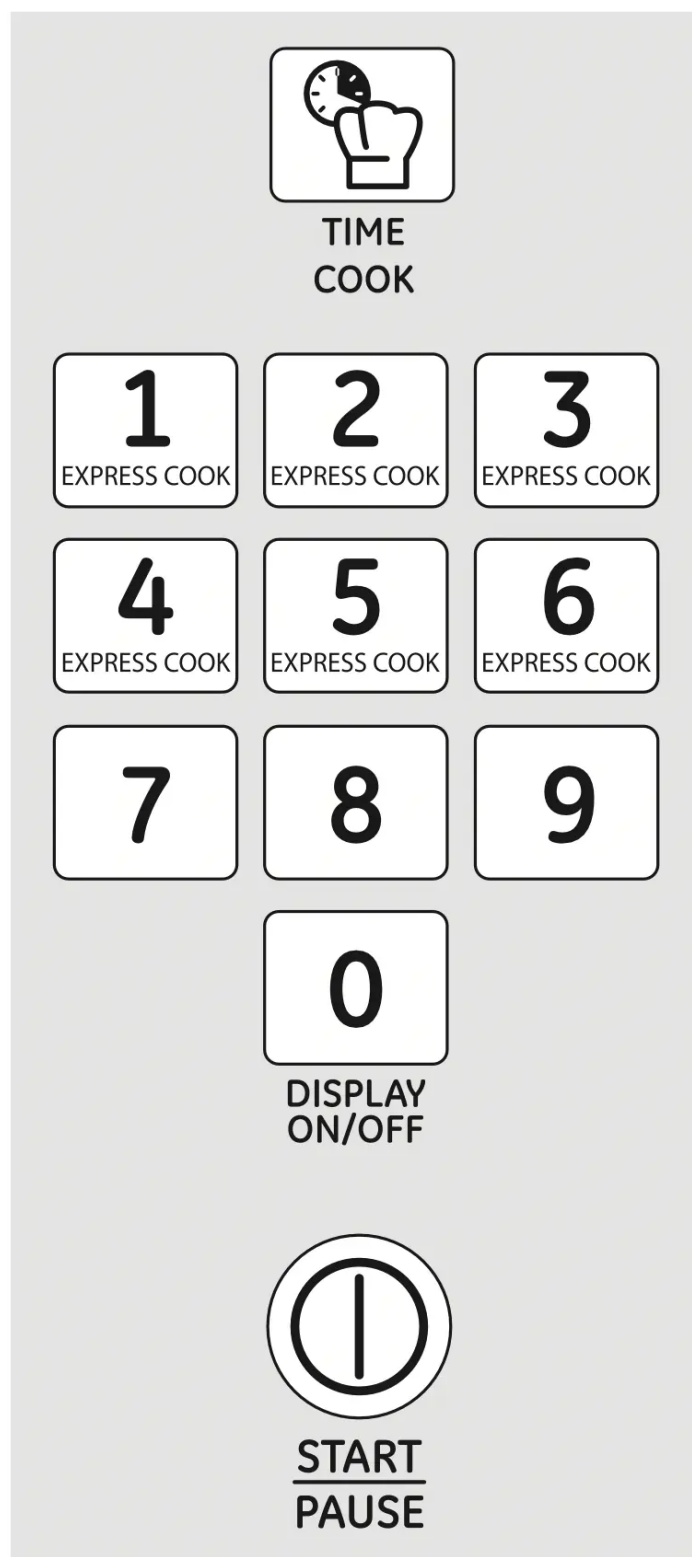 TIME
COOK
1 2 3
EXPRESS COOK EXPRESS COOK EXPRESS COOK
4 5 6
EXPRESS COOK EXPRESS COOK EXPRESS COOK
7 8 9
0
DISPLAY
ON/OFF
START
PAUSE